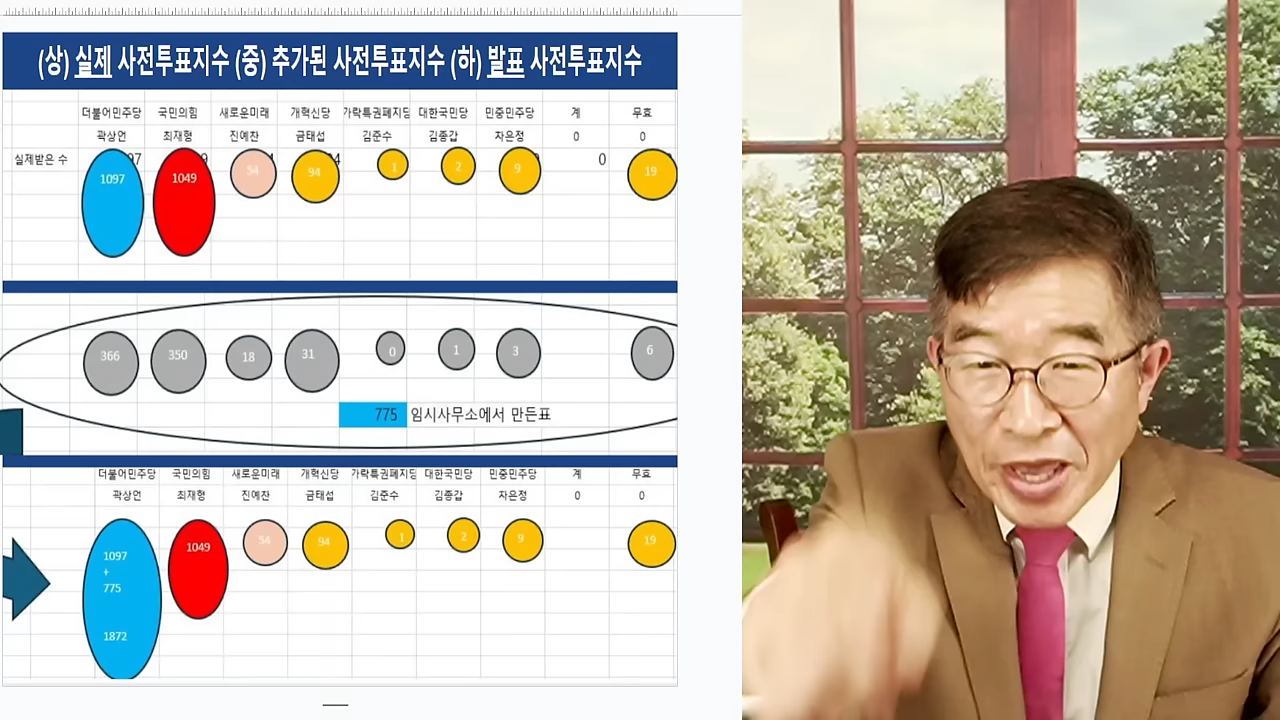 (상) 실제 사전투표지수 (중) 추가된 사전투표지수 (하) 발표 사전투표지수
더불어민주당 국민의힘 새로운미래 개혁신당 가락특권폐지당 대한국민당 민중민주당 계 무효
곽상언 최재형 진예찬 금태섭 김준수 김종갑 차은정 0 0
실제받은 수 0
1097 1049 54 94 1 2 9 19
366 350 18 31 0 1 3 6
775 임시사무소에서 만든표
더불어민주당 국민의힘 새로운미래 개혁신당 가락특권폐지당 대한국민당 민중민주당 계 무효
곽상언 최재형 진예찬 금태섭 김준수 김종갑 차은정 0 0
1097 1049 54 94 1 2 9 19
+
775
1872